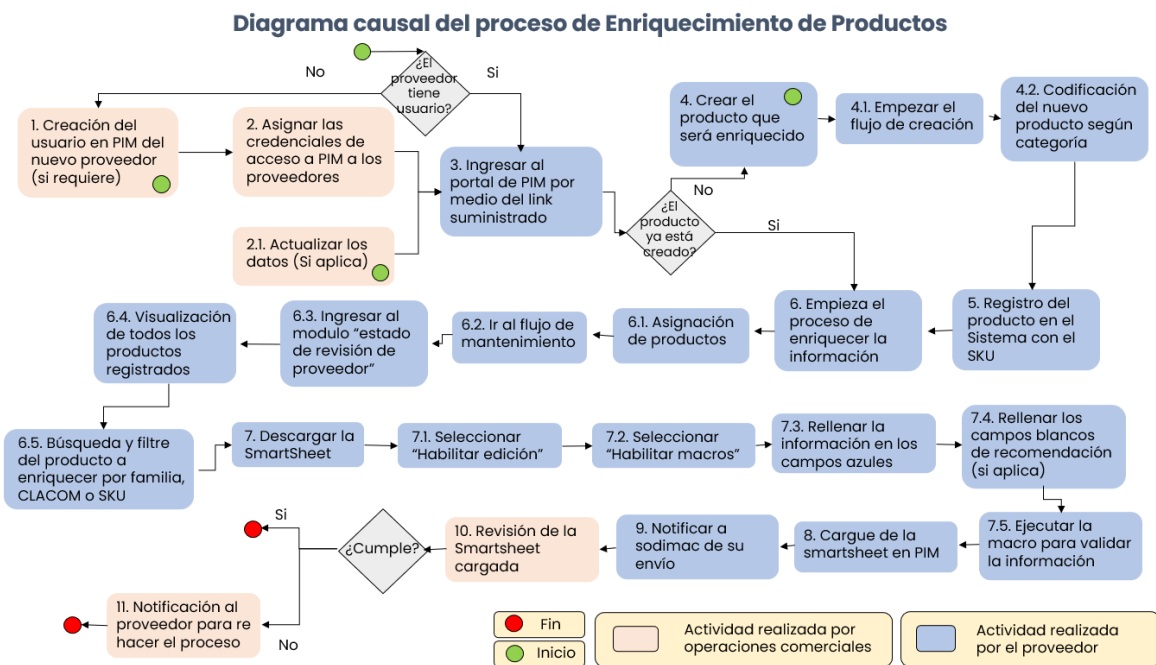 Diagrama causal del proceso de Enriquecimiento de Productos
¿El
proveedor
tiene
usuario?
No
Si
1. Creación del
usuario en PIM del
nuevo proveedor
(si requiere)
2. Asignar las
credenciales de
acceso a PIM a los
proveedores
2.1. Actualizar los
datos (Si aplica)
3. Ingresar al
portal de PIM por
medio del link
suministrado
¿El
producto
ya está
creado?
No
Si
4. Crear el
producto que
será enriquecido
4.1. Empezar el
flujo de creación
4.2. Codificación
del nuevo
producto según
categoría
5. Registro del
producto en el
Sistema con el
SKU
6. Empieza el
proceso de
enriquecer la
información
6.1. Asignación
de productos
6.2. Ir al flujo de
mantenimiento
6.3. Ingresar al
modulo “estado
de revisión de
proveedor”
6.4. Visualización
de todos los
productos
registrados
6.5. Búsqueda y filtre
del producto a
enriquecer por familia,
CLACOM o SKU
7. Descargar la
SmartSheet
7.1. Seleccionar
“Habilitar edición”
7.2. Seleccionar
“Habilitar macros”
7.3. Rellenar la
información en los
campos azules
7.4. Rellenar los
campos blancos
de recomendación
(si aplica)
7.5. Ejecutar la
macro para validar
la información
8. Cargue de la
smartsheet en PIM
9. Notificar a
sodimac de su
envío
10. Revisión de la
Smartsheet
cargada
¿Cumple?
Si
No
11. Notificación al
proveedor para re
hacer el proceso
Fin
Inicio
Actividad realizada por
operaciones comerciales
Actividad realizada
por el proveedor